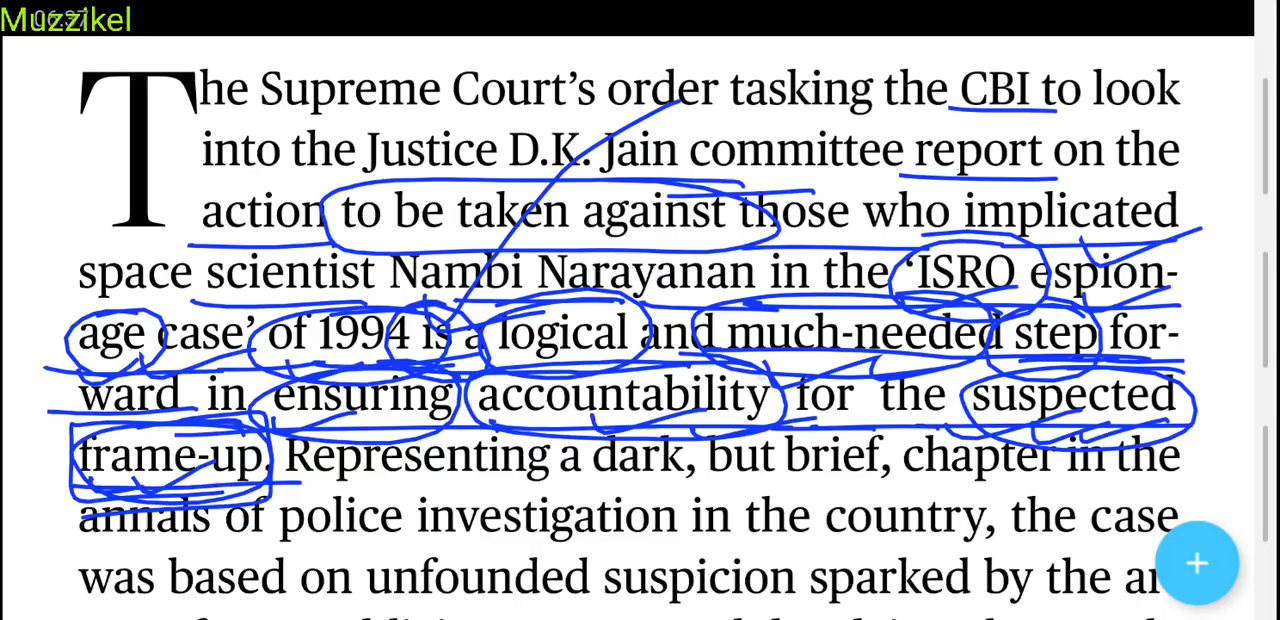 Muzzikel
06:37
The Supreme Court’s order tasking the CBI to look
into the Justice D.K. Jain committee report on the
action to be taken against those who implicated
space scientist Nambi Narayanan in the ‘ISRO espion-
age case’ of 1994 is a logical and much-needed step for-
ward in ensuring accountability for the suspected
frame-up. Representing a dark, but brief, chapter in the
annals of police investigation in the country, the case
was based on unfounded suspicion sparked by the